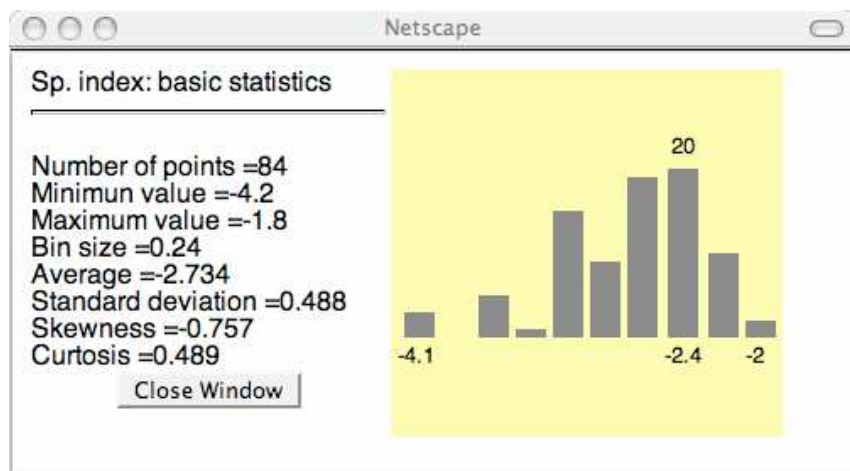 Netscape
Sp. index: basic statistics
Number of points =84
Minimun value =-4.2
Maximum value =-1.8
Bin size =0.24
Average =-2.734
Standard deviation =0.488
Skewness =-0.757
Curtosis =0.489
Close Window
20
-4.1 -2.4 -2